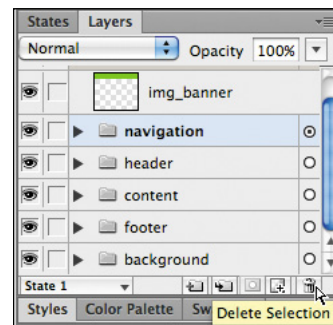 States Layers
Normal Opacity 100%
img_banner
navigation
header
content
footer
background
State 1
Styles Color Palette Sw
Delete Selection